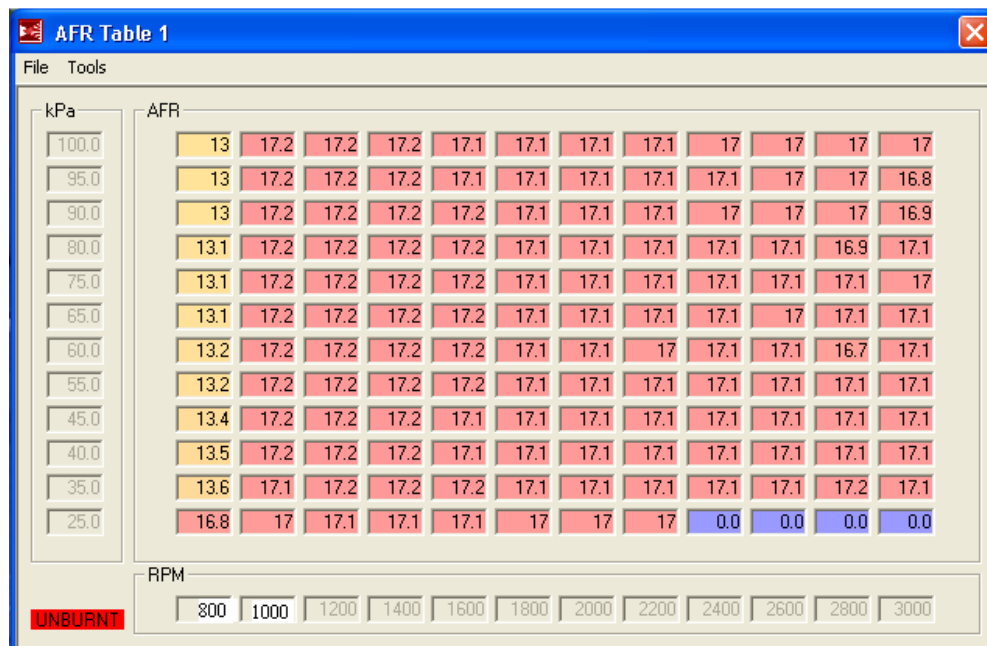 AFR Table 1
File Tools
kPa AFR
100.0 13 17.2 17.2 17.2 17.1 17.1 17.1 17.1 17 17 17 17
95.0 13 17.2 17.2 17.2 17.1 17.1 17.1 17.1 17.1 17 17 16.8
90.0 13 17.2 17.2 17.2 17.2 17.1 17.1 17.1 17 17 17 16.9
80.0 13.1 17.2 17.2 17.2 17.2 17.1 17.1 17.1 17.1 17.1 16.9 17.1
75.0 13.1 17.2 17.2 17.2 17.2 17.1 17.1 17.1 17.1 17.1 17.1 17
65.0 13.1 17.2 17.2 17.2 17.2 17.1 17.1 17.1 17.1 17 17.1 17.1
60.0 13.2 17.2 17.2 17.2 17.2 17.1 17.1 17 17.1 17.1 16.7 17.1
55.0 13.2 17.2 17.2 17.2 17.2 17.1 17.1 17.1 17.1 17.1 17.1 17.1
45.0 13.4 17.2 17.2 17.2 17.1 17.1 17.1 17.1 17.1 17.1 17.1 17.1
40.0 13.5 17.2 17.2 17.2 17.1 17.1 17.1 17.1 17.1 17.1 17.1 17.1
35.0 13.6 17.1 17.2 17.2 17.2 17.1 17.1 17.1 17.1 17.1 17.2 17.1
25.0 16.8 17 17.1 17.1 17.1 17 17 17 0.0 0.0 0.0 0.0
RPM
800 1000 1200 1400 1600 1800 2000 2200 2400 2600 2800 3000
UNBURNT